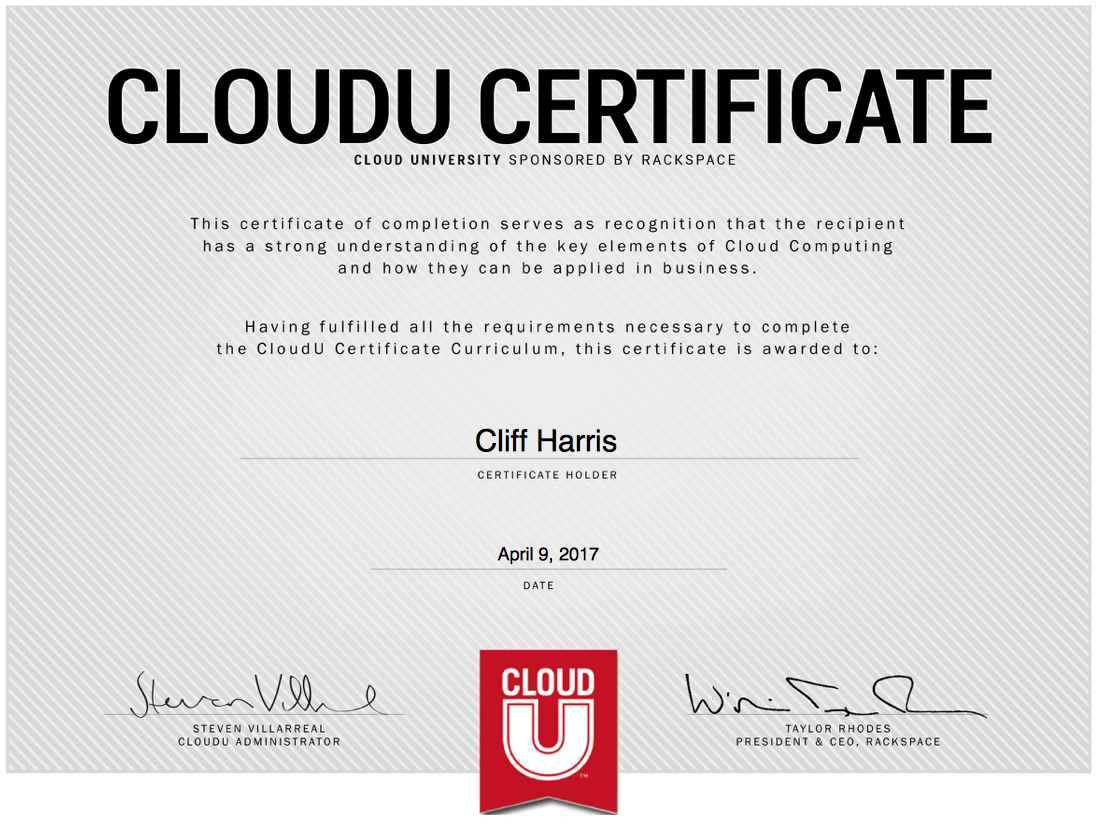 CLOUDU CERTIFICATE
CLOUD UNIVERSITY SPONSORED BY RACKSPACE
This certificate of completion serves as recognition that the recipient
has a strong understanding of the key elements of Cloud Computing
and how they can be applied in business.
Having fulfilled all the requirements necessary to complete
the CloudU Certificate Curriculum, this certificate is awarded to:
Cliff Harris
CERTIFICATE HOLDER
April 9, 2017
DATE
STEVEN VILLARREAL
CLOUDU ADMINISTRATOR
CLOUD
U
TM
TAYLOR RHODES
PRESIDENT & CEO, RACKSPACE